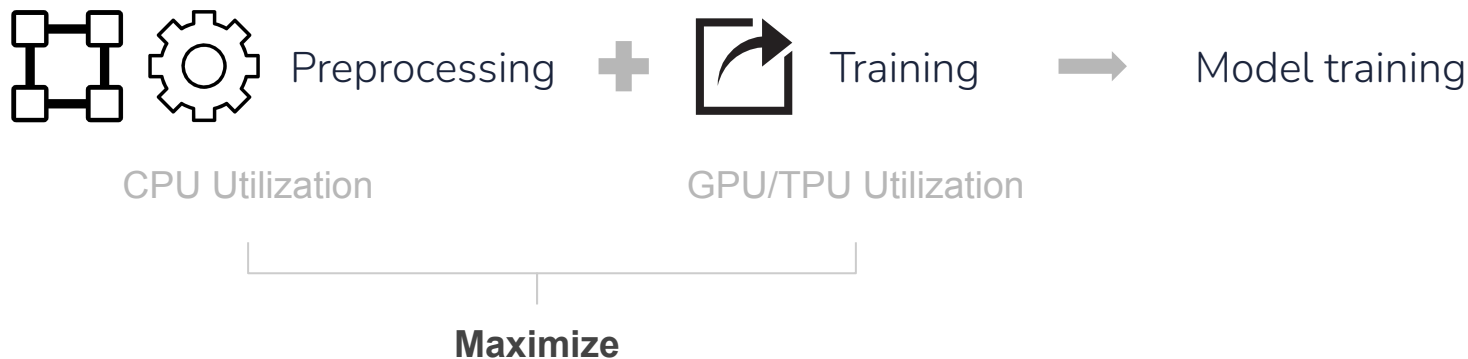 Preprocessing Training Model training
CPU Utilization GPU/TPU Utilization
Maximize